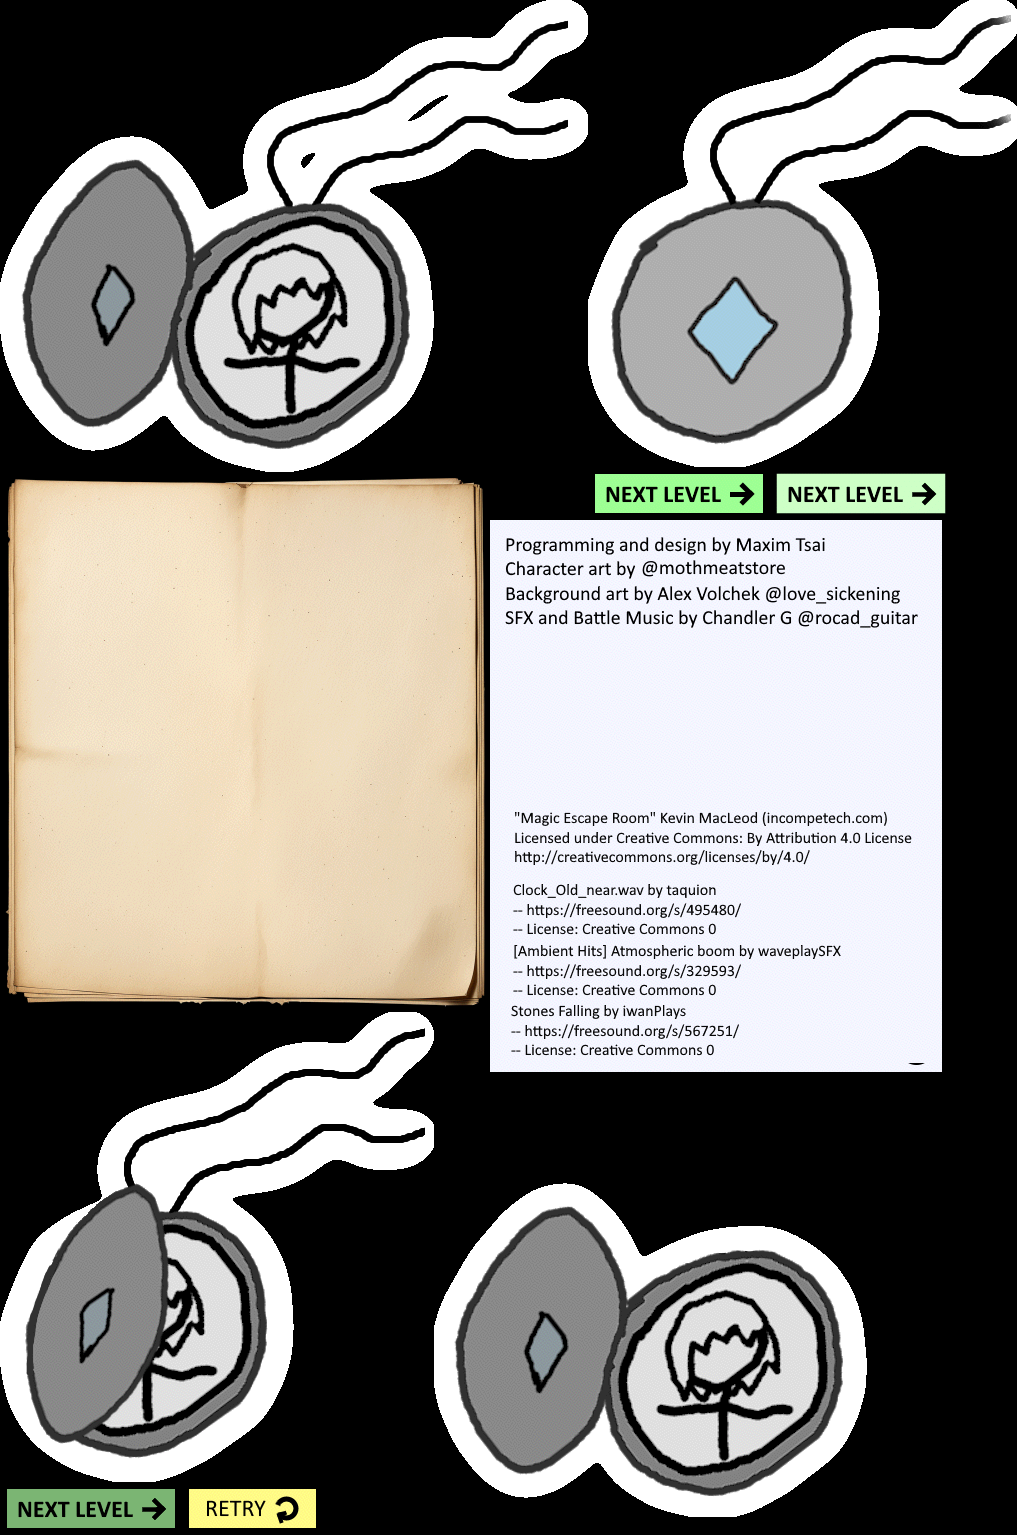 NEXT LEVEL
NEXT LEVEL
Programming and design by Maxim Tsai
Character art by @mothmeatstore
Background art by Alex Volchek @love_sickening
SFX and Battle Music by Chandler G @rocad_guitar
"Magic Escape Room" Kevin MacLeod (incompetech.com)
Licensed under Creative Commons: By Attribution 4.0 License
http://creativecommons.org/licenses/by/4.0/
Clock_Old_near.wav by taquion
-- https://freesound.org/s/495480/
-- License: Creative Commons 0
[Ambient Hits] Atmospheric boom by waveplaySFX
-- https://freesound.org/s/329593/
-- License: Creative Commons 0
Stones Falling by iwanPlays
-- https://freesound.org/s/567251/
-- License: Creative Commons 0
NEXT LEVEL
RETRY